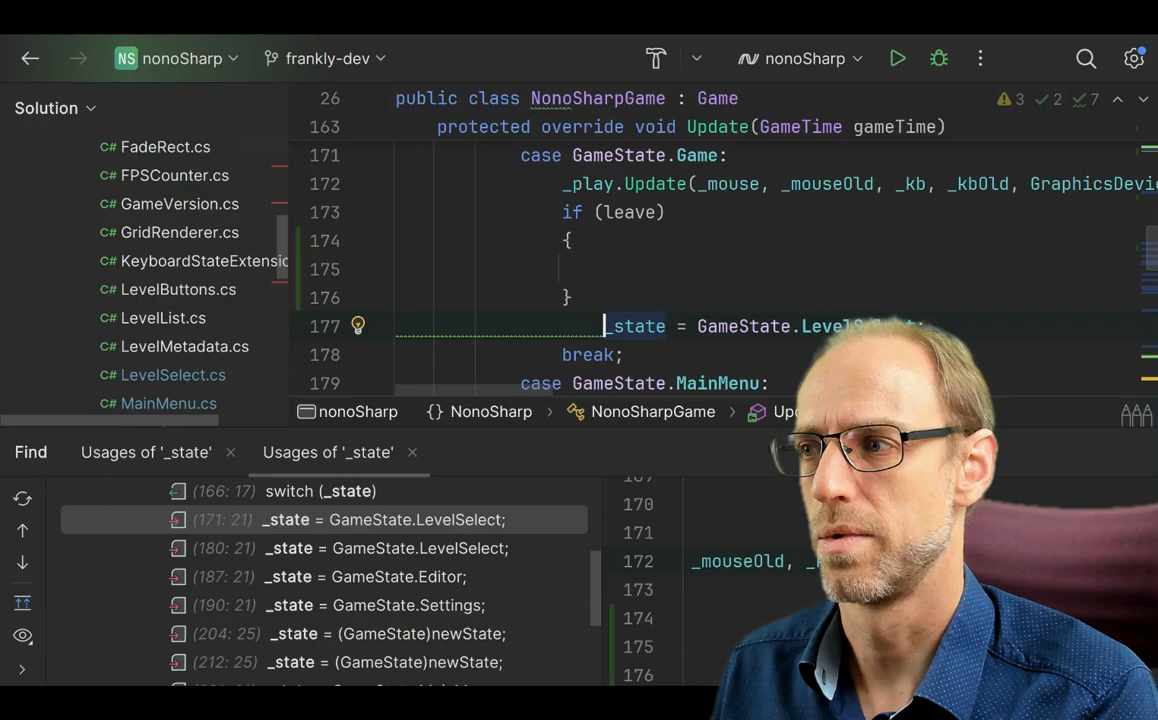 NS nonoSharp frankly-dev nonoSharp
Solution
FadeRect.cs
FPSCounter.cs
GameVersion.cs
GridRenderer.cs
KeyboardStateExtensio
LevelButtons.cs
LevelList.cs
LevelMetadata.cs
LevelSelect.cs
MainMenu.cs
26 public class NonoSharpGame : Game
3 2 7
163 protected override void Update(GameTime gameTime)
171 case GameState.Game:
172 _play.Update(_mouse, _mouseOld, _kb, _kbOld, GraphicsDevi
173 if (leave)
174 {
175
176 }
177 _state = GameState.LevelSelect;
178 break;
179 case GameState.MainMenu:
nonoSharp {} NonoSharp > NonoSharpGame >
Find Usages of '_state' × Usages of '_state' ×
(166: 17) switch (_state)
(171: 21) _state = GameState.LevelSelect;
(180: 21) _state = GameState.LevelSelect;
(187: 21) _state = GameState.Editor;
(190: 21) _state = GameState.Settings;
(204: 25) _state = (GameState)newState;
(212: 25) _state = (GameState)newState;
170
171
172 _mouseOld,
173
174
175
176